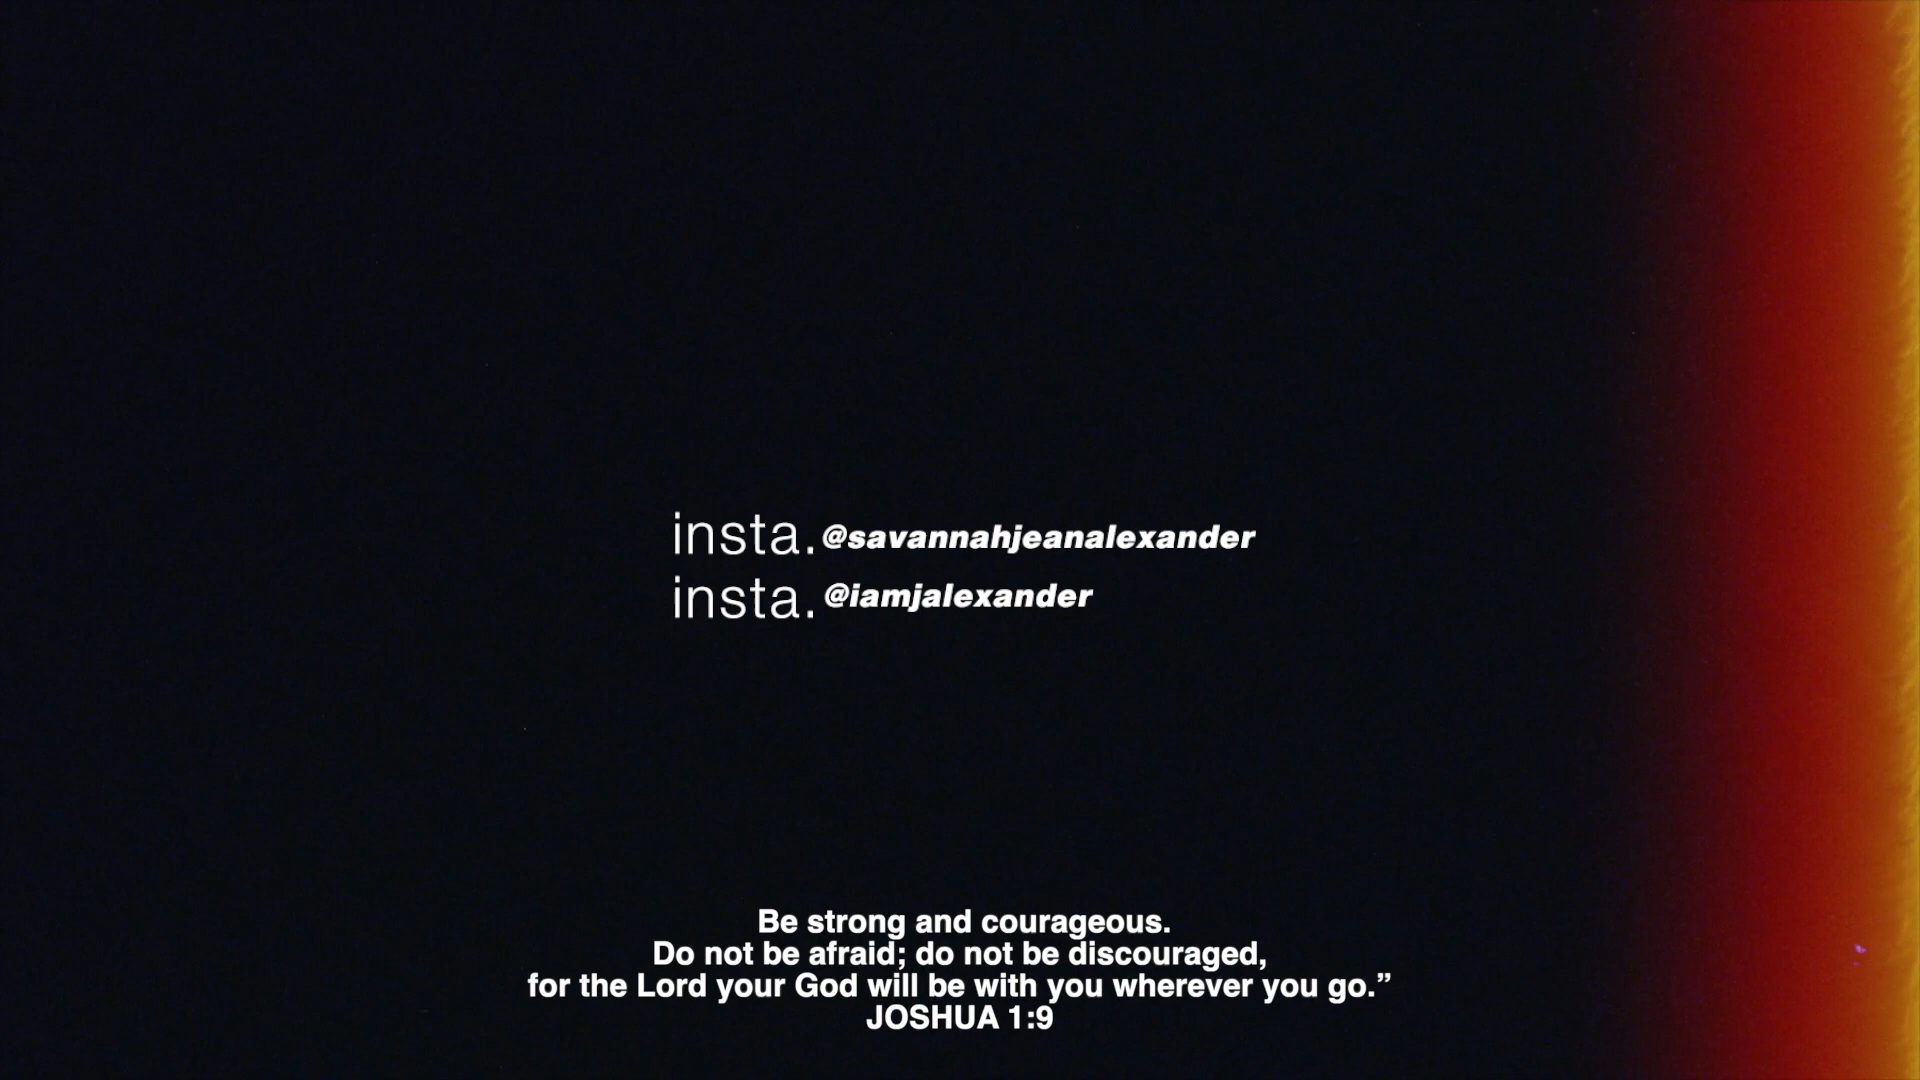 insta. @savannahjeanalexander
insta. @iamjalexander
Be strong and courageous.
Do not be afraid; do not be discouraged,
for the Lord your God will be with you wherever you go.”
JOSHUA 1:9